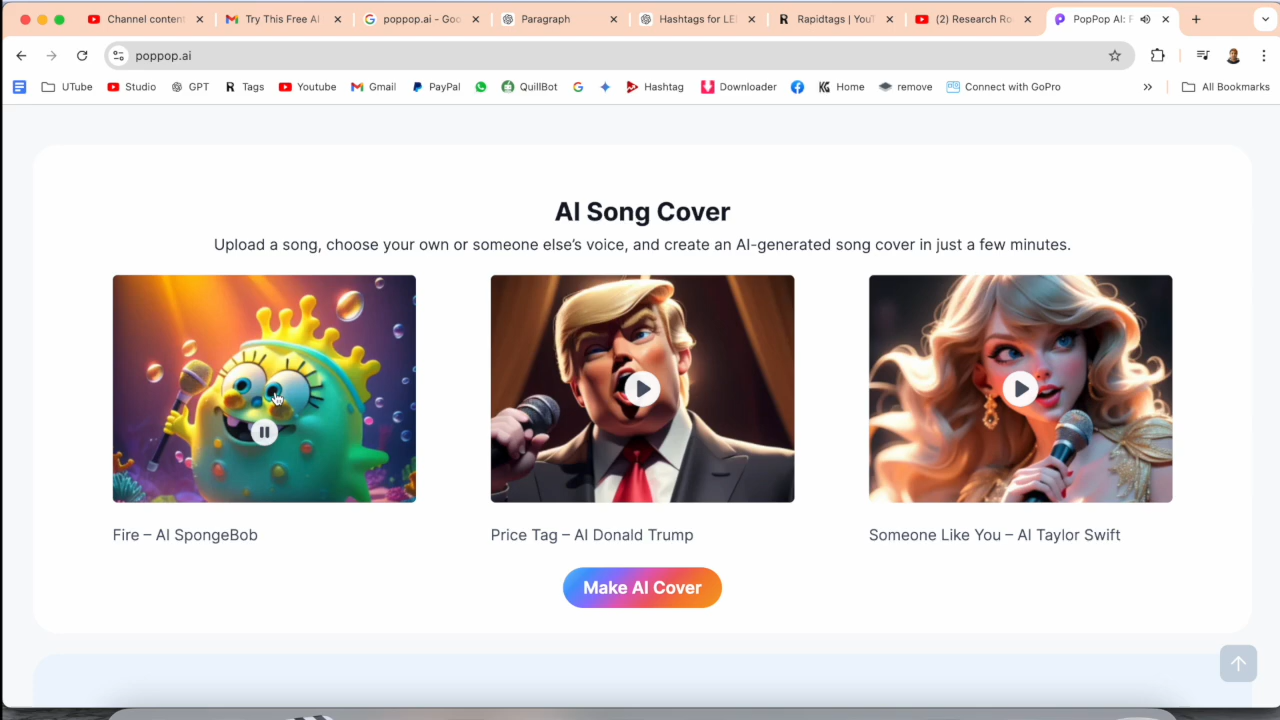 Channel content
Try This Free AI
poppop.ai - Goo
Paragraph
Hashtags for LE
Rapidtags | YouT
(2) Research Ro
PopPop AI: F
poppop.ai
UTube
Studio
GPT
Tags
Youtube
Gmail
PayPal
QuillBot
Hashtag
Downloader
Home
remove
Connect with GoPro
All Bookmarks
AI Song Cover
Upload a song, choose your own or someone else’s voice, and create an AI-generated song cover in just a few minutes.
Fire – AI SpongeBob
Price Tag – AI Donald Trump
Someone Like You – AI Taylor Swift
Make AI Cover